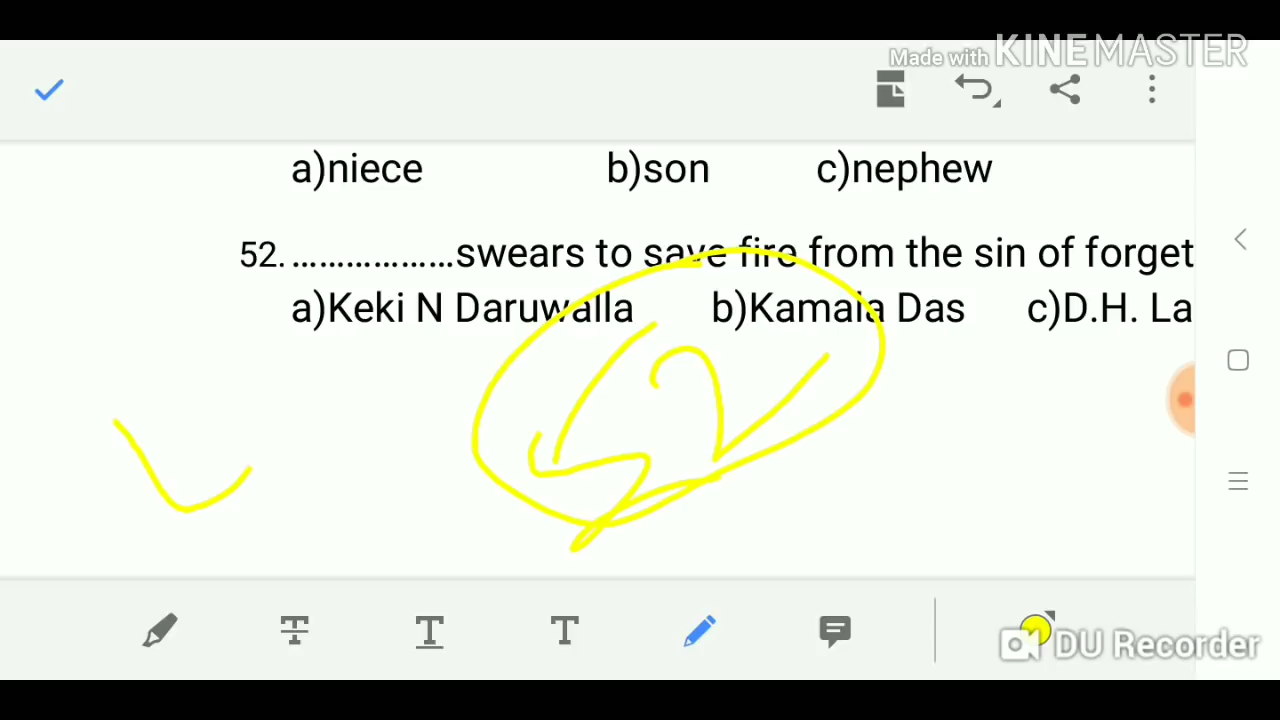 Made with KINEMASTER
a)niece b)son c)nephew
52. ..................swears to save fire from the sin of forget
a)Keki N Daruwalla b)Kamala Das c)D.H. La
52
DU Recorder